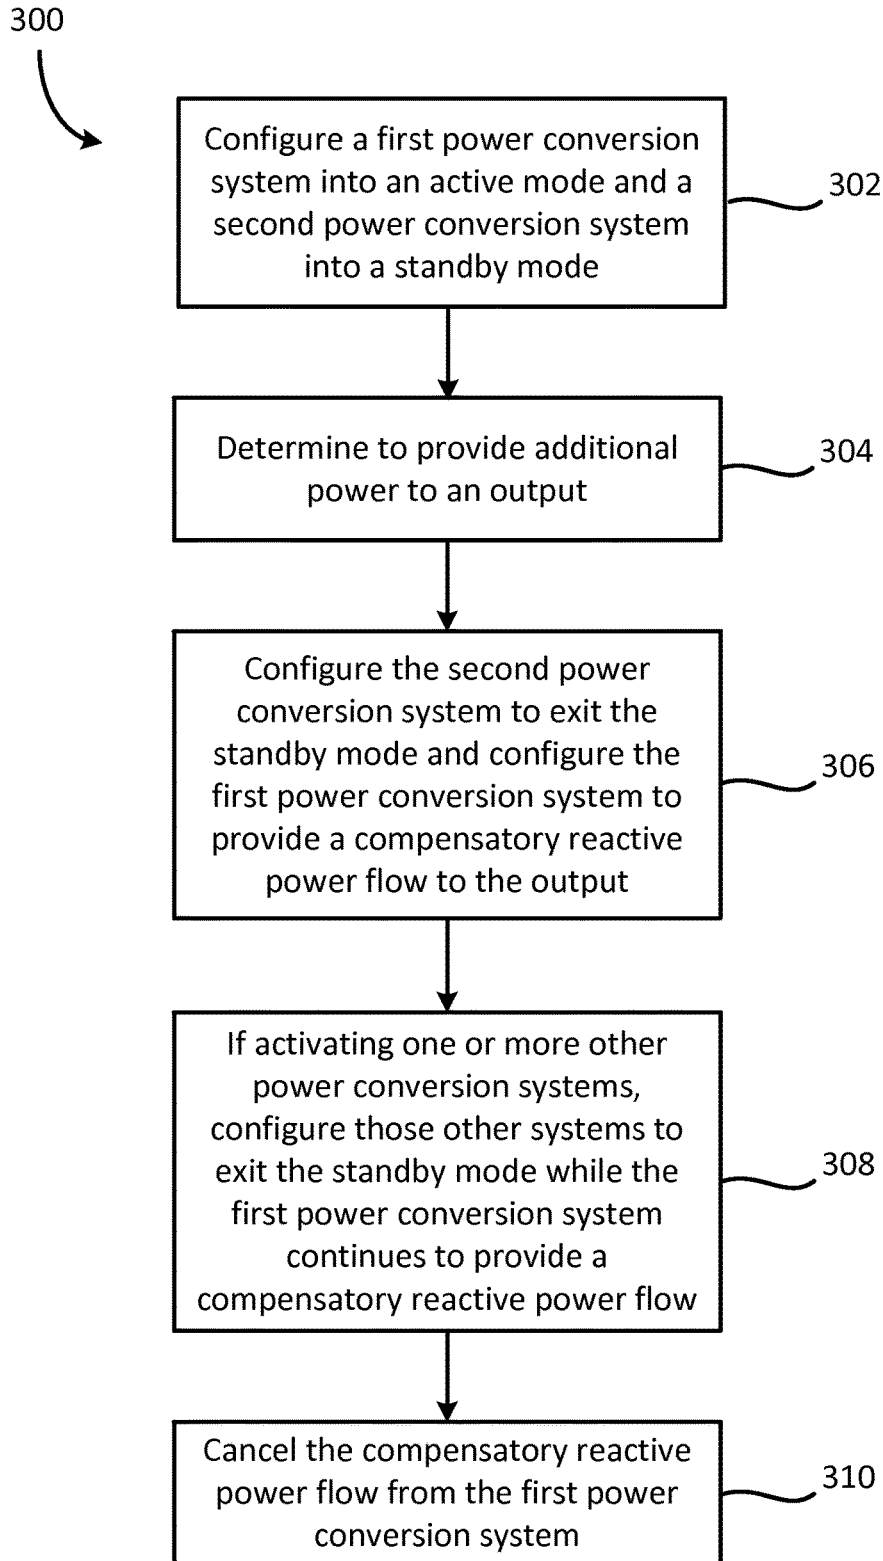 300
Configure a first power conversion
system into an active mode and a
second power conversion system
into a standby mode
302
Determine to provide additional
power to an output
304
Configure the second power
conversion system to exit the
standby mode and configure the
first power conversion system to
provide a compensatory reactive
power flow to the output
306
If activating one or more other
power conversion systems,
configure those other systems to
exit the standby mode while the
first power conversion system
continues to provide a
compensatory reactive power flow
308
Cancel the compensatory reactive
power flow from the first power
conversion system
310